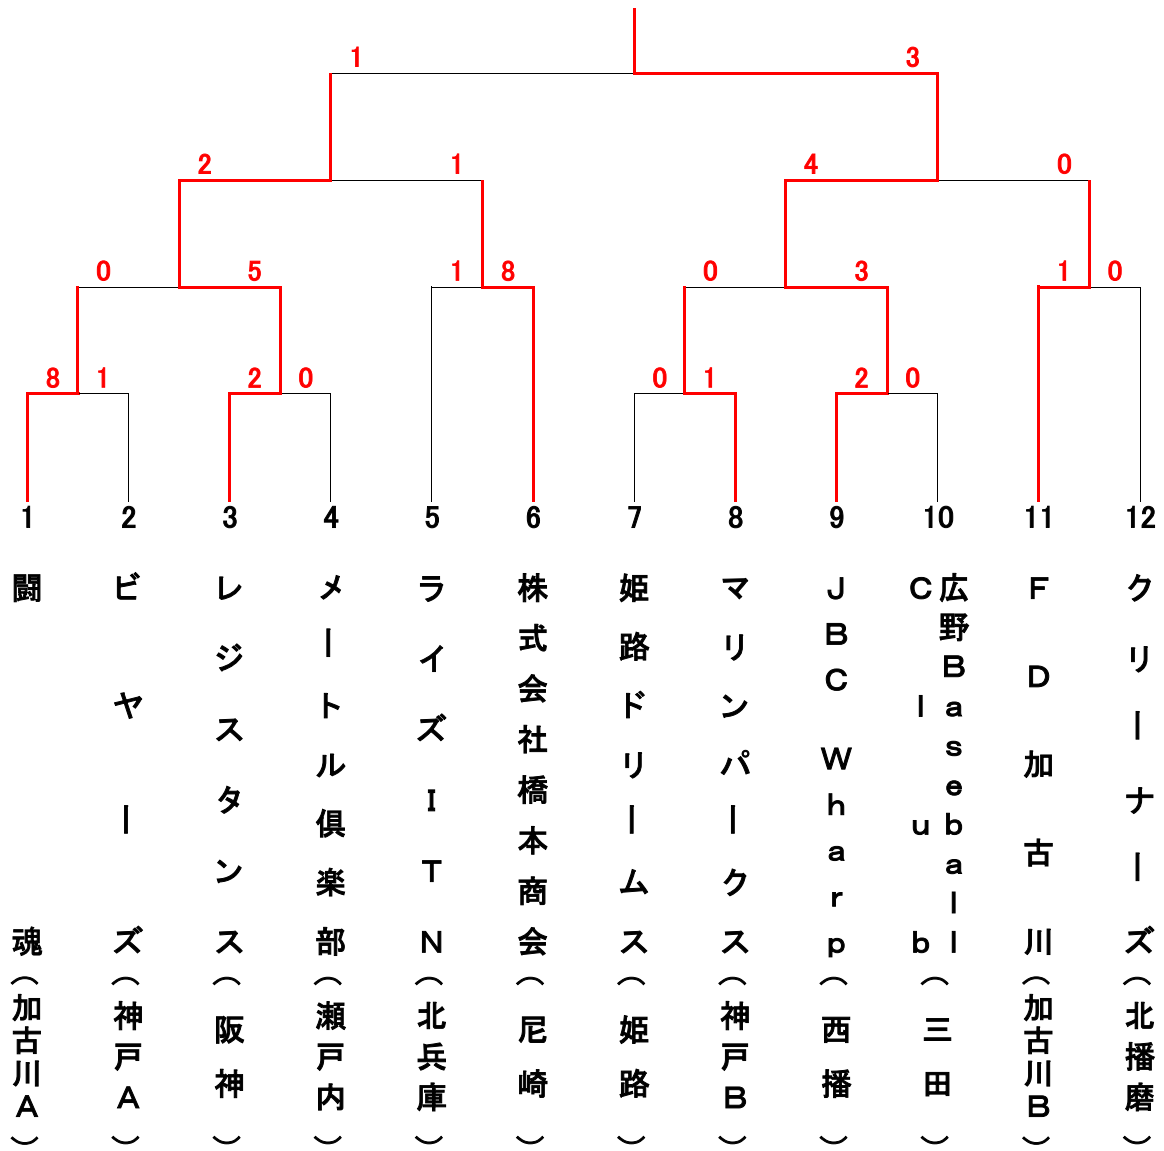 1 3
2 1 4 0
0 5 1 8 0 3 1 0
8 1 2 0 0 1 2 0
1 2 3 4 5 6 7 8 9 10 11 12
闘魂（加古川A）
ビヤーズ（神戸A）
レジスタンス（阪神）
メートル倶楽部（瀬戸内）
ライズITN（北兵庫）
株式会社橋本商会（尼崎）
姫路ドリームス（姫路）
マリンパークス（神戸B）
JBC Wharp（西播）
広野Baseball
Club（三田）
FD加古川（加古川B）
クリーナーズ（北播磨）